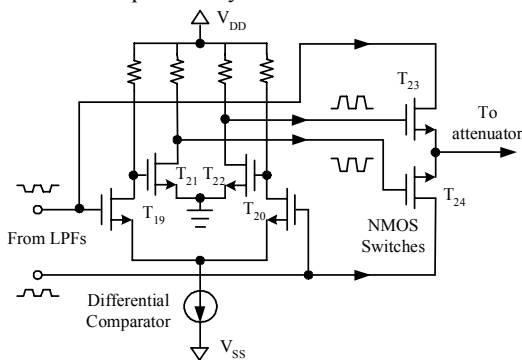 V_DD
T_23
To
attenuator
T_21
T_22
T_19
T_20
T_24
From LPFs
NMOS
Switches
Differential
Comparator
V_SS